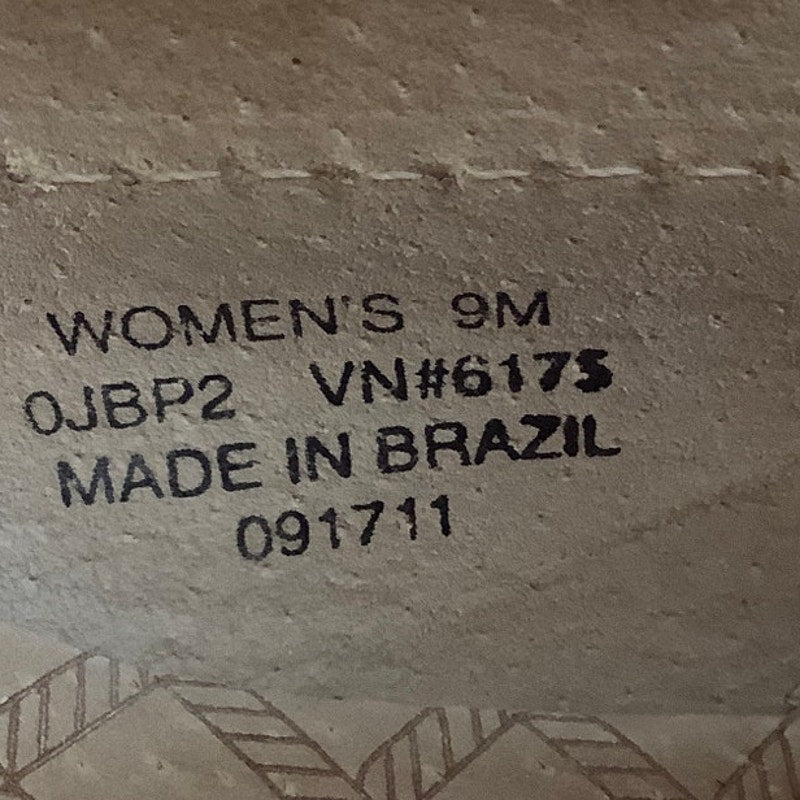 WOMEN'S 9M
0JBP2 VN#6175
MADE IN BRAZIL
091711